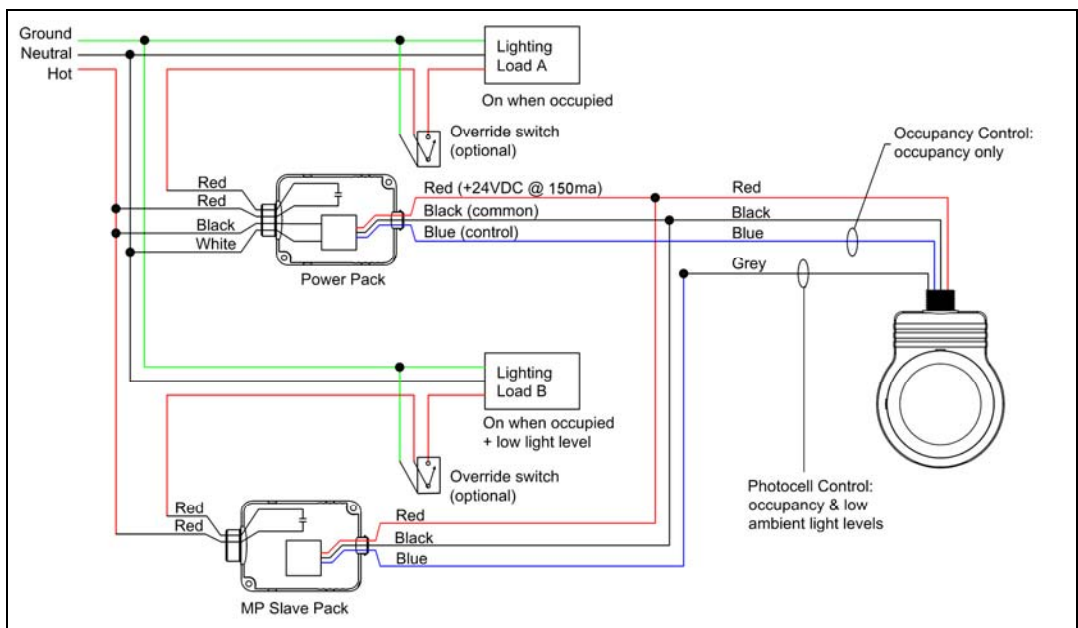 Ground
Neutral
Hot
Lighting
Load A
On when occupied
Override switch
(optional)
Occupancy Control:
occupancy only
Red
Red
Black
White
Red (+24VDC @ 150ma)
Black (common)
Blue (control)
Red
Black
Blue
Grey
Power Pack
Lighting
Load B
On when occupied
+ low light level
Override switch
(optional)
Photocell Control:
occupancy & low
ambient light levels
Red
Red
Red
Black
Blue
MP Slave Pack